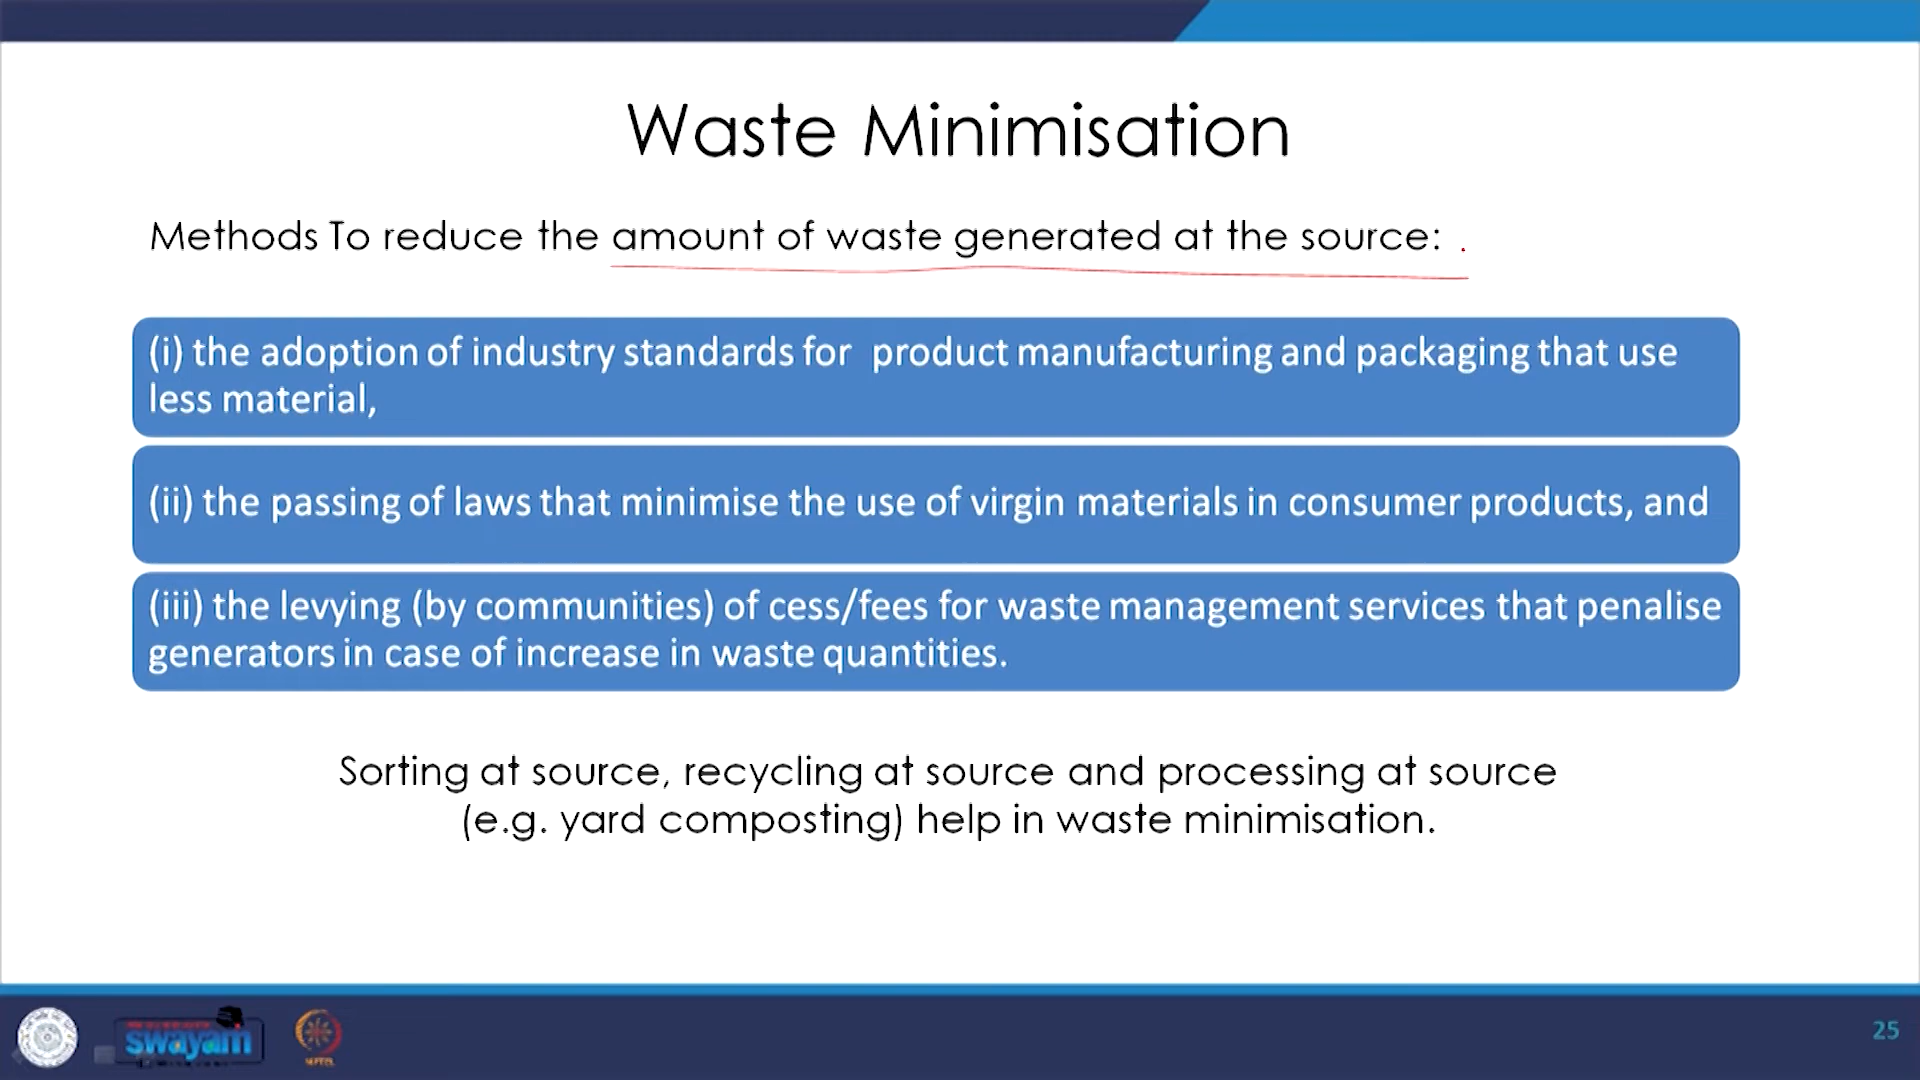 Waste Minimisation
Methods To reduce the amount of waste generated at the source: .
(i) the adoption of industry standards for product manufacturing and packaging that use
less material,
(ii) the passing of laws that minimise the use of virgin materials in consumer products, and
(iii) the levying (by communities) of cess/fees for waste management services that penalise
generators in case of increase in waste quantities.
Sorting at source, recycling at source and processing at source
(e.g. yard composting) help in waste minimisation.
swayam
25